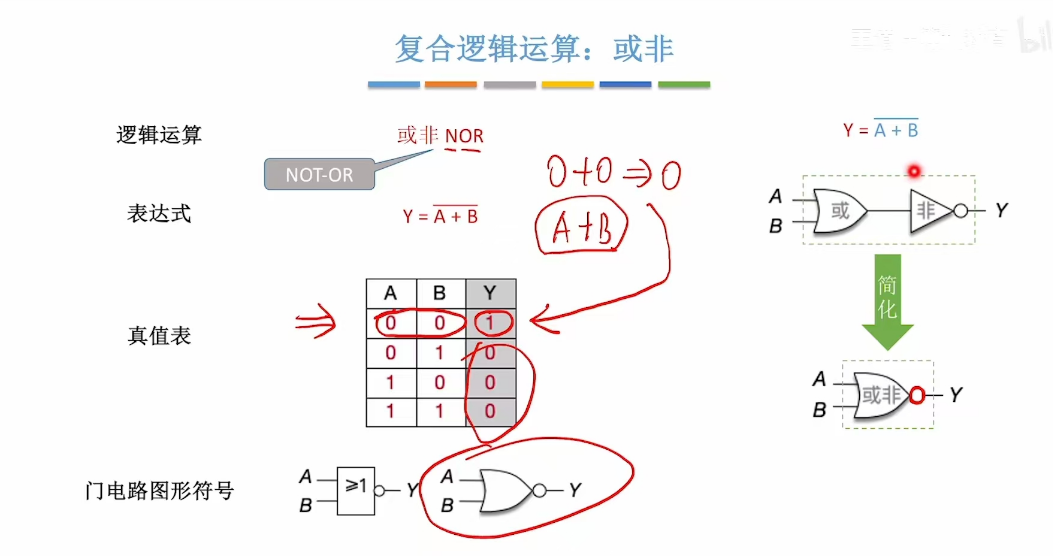 复合逻辑运算：或非
逻辑运算
或非 NOR
NOT-OR
表达式
Y = \overline{A + B}
0+0⇒0
A+B
真值表
A B Y
0 0 1
0 1 0
1 0 0
1 1 0
门电路图形符号
A
B
≥1
Y
A
B
Y
Y = \overline{A + B}
A
B
或
非
Y
简化
A
B
或非
Y